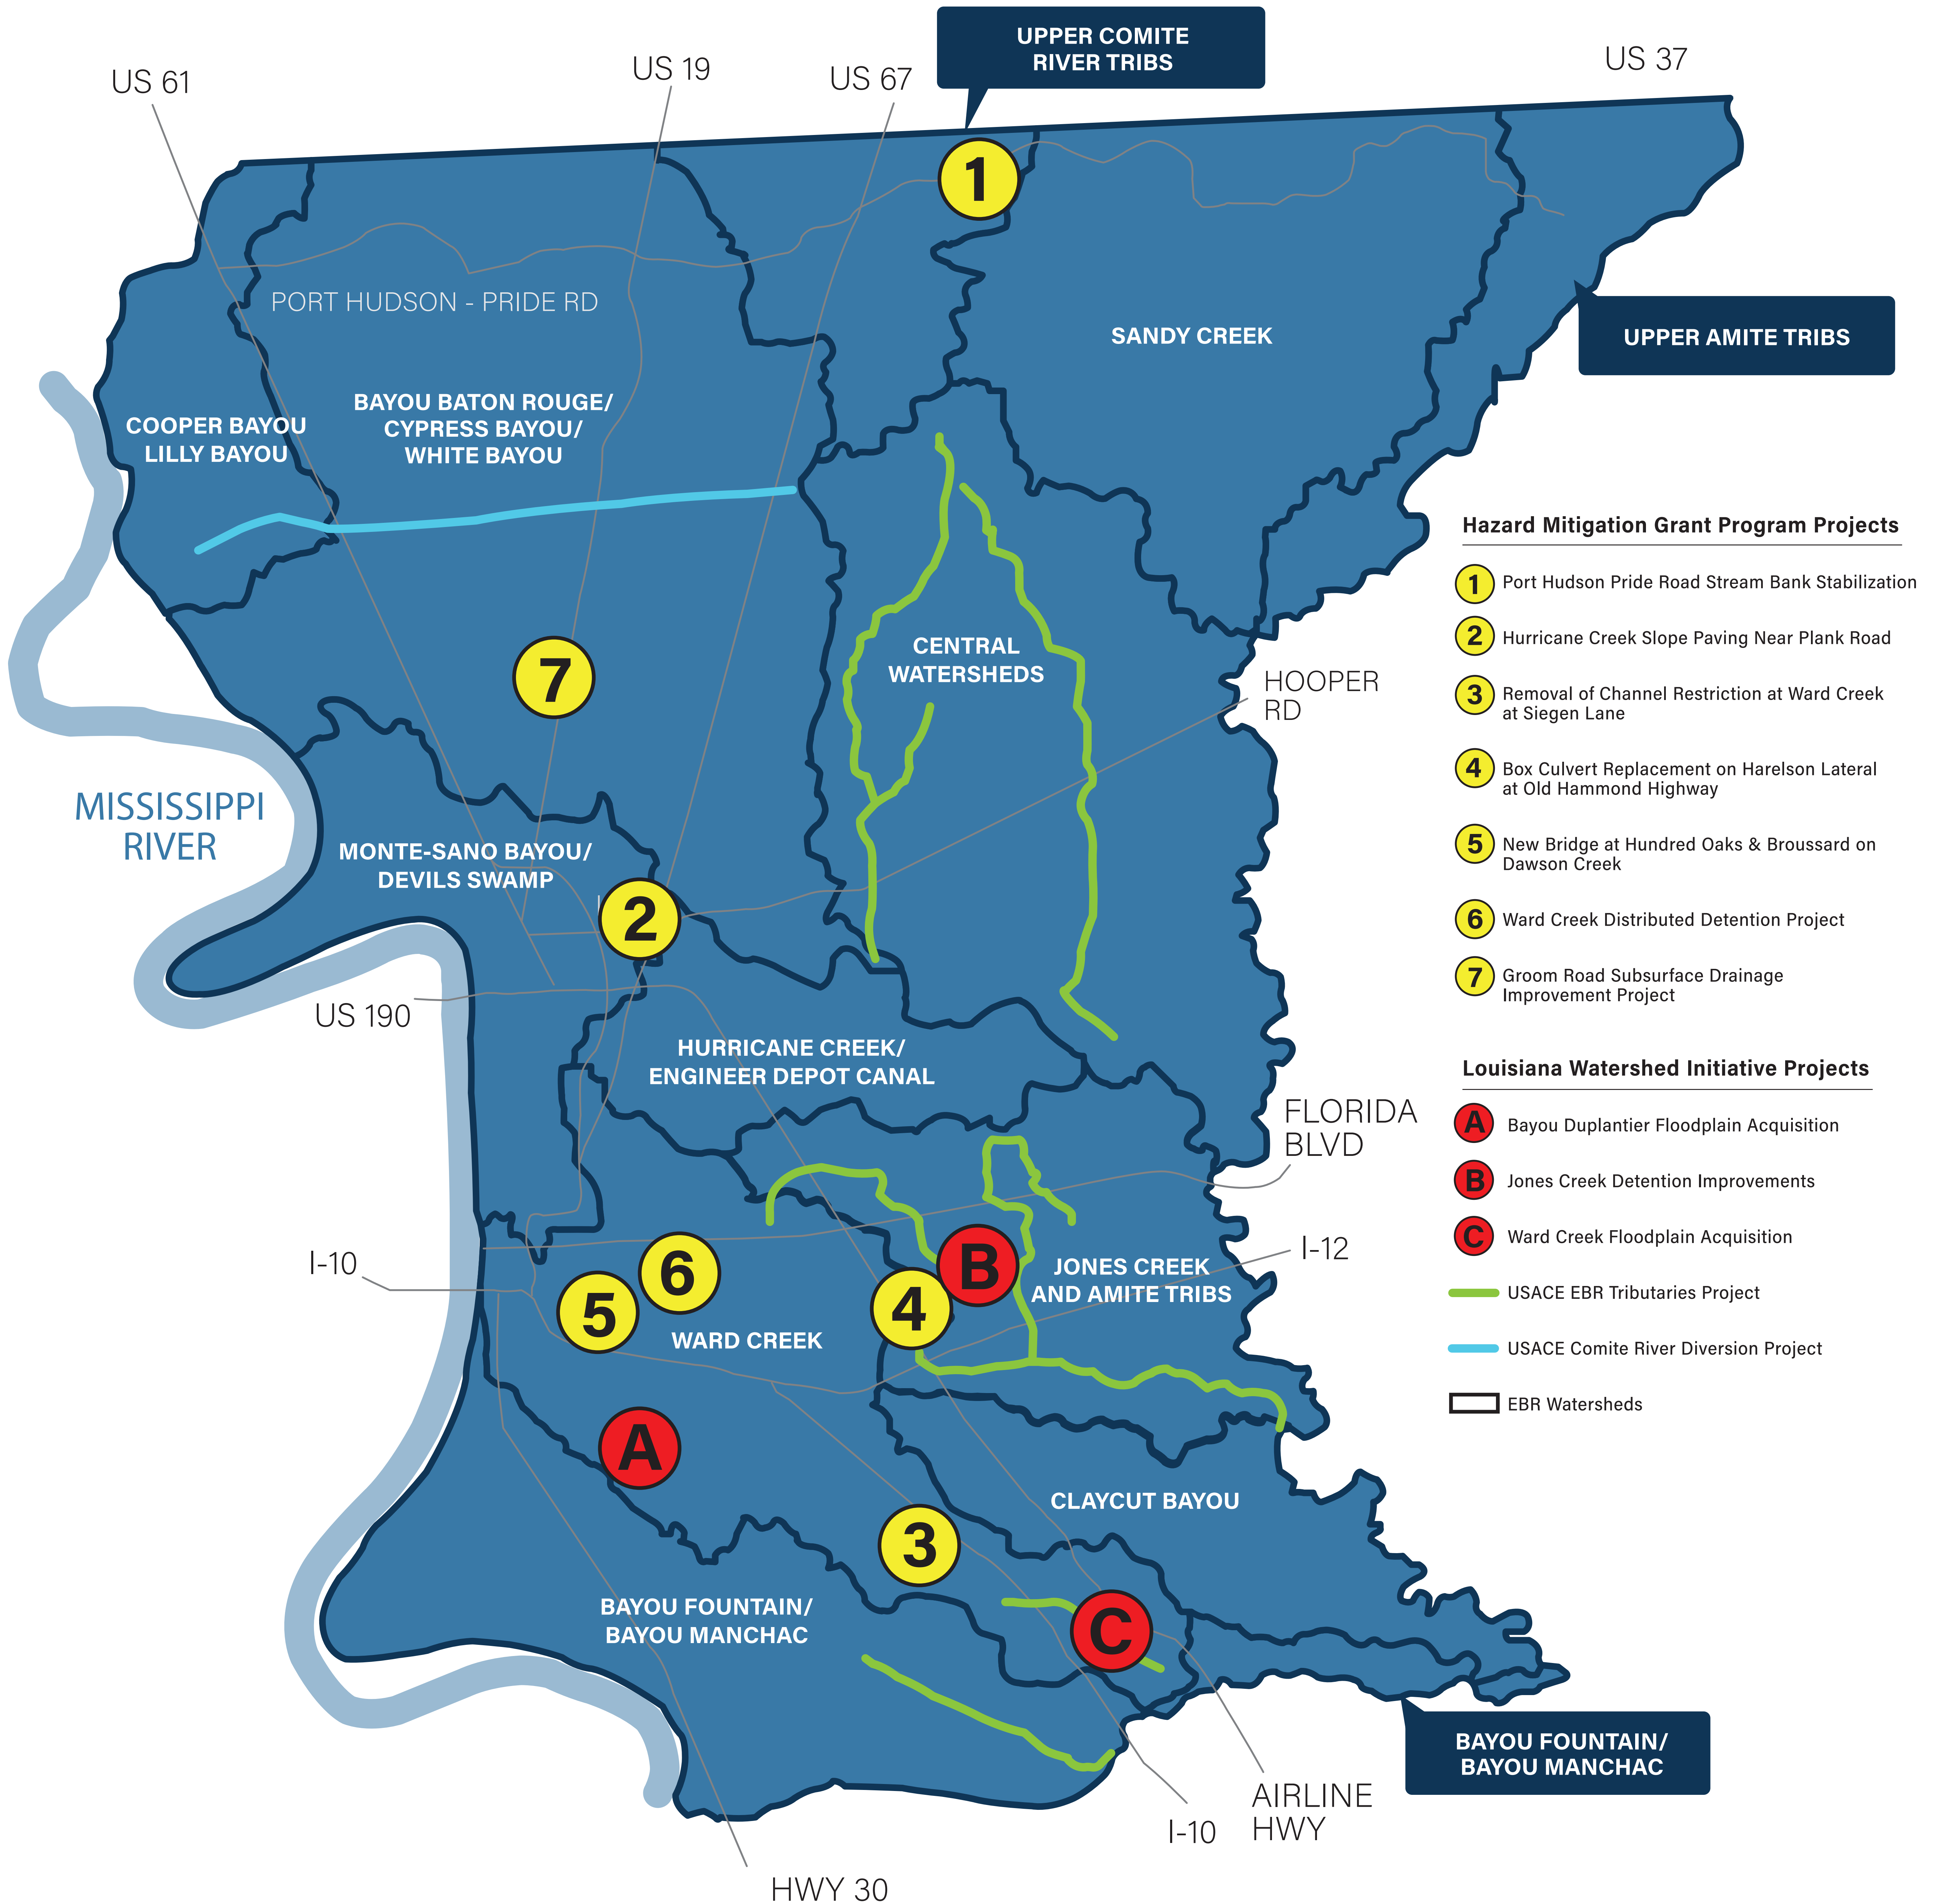 UPPER COMITE
RIVER TRIBS
US 37
US 19
US 67
US 61
1
PORT HUDSON - PRIDE RD
SANDY CREEK
UPPER AMITE TRIBS
BAYOU BATON ROUGE/
CYPRESS BAYOU/
WHITE BAYOU
COOPER BAYOU
LILLY BAYOU
CENTRAL
WATERSHEDS
7
HOOPER
RD
MISSISSIPPI
RIVER
MONTE-SANO BAYOU/
DEVILS SWAMP
2
US 190
HURRICANE CREEK/
ENGINEER DEPOT CANAL
FLORIDA
BLVD
I-10
6
5
B
4
JONES CREEK
AND AMITE TRIBS
I-12
WARD CREEK
A
CLAYCUT BAYOU
3
BAYOU FOUNTAIN/
BAYOU MANCHAC
C
BAYOU FOUNTAIN/
BAYOU MANCHAC
AIRLINE
HWY
I-10
HWY 30
Hazard Mitigation Grant Program Projects
1 Port Hudson Pride Road Stream Bank Stabilization
2 Hurricane Creek Slope Paving Near Plank Road
3 Removal of Channel Restriction at Ward Creek
at Siegen Lane
4 Box Culvert Replacement on Harelson Lateral
at Old Hammond Highway
5 New Bridge at Hundred Oaks & Broussard on
Dawson Creek
6 Ward Creek Distributed Detention Project
7 Groom Road Subsurface Drainage
Improvement Project
Louisiana Watershed Initiative Projects
A Bayou Duplantier Floodplain Acquisition
B Jones Creek Detention Improvements
C Ward Creek Floodplain Acquisition
USACE EBR Tributaries Project
USACE Comite River Diversion Project
EBR Watersheds